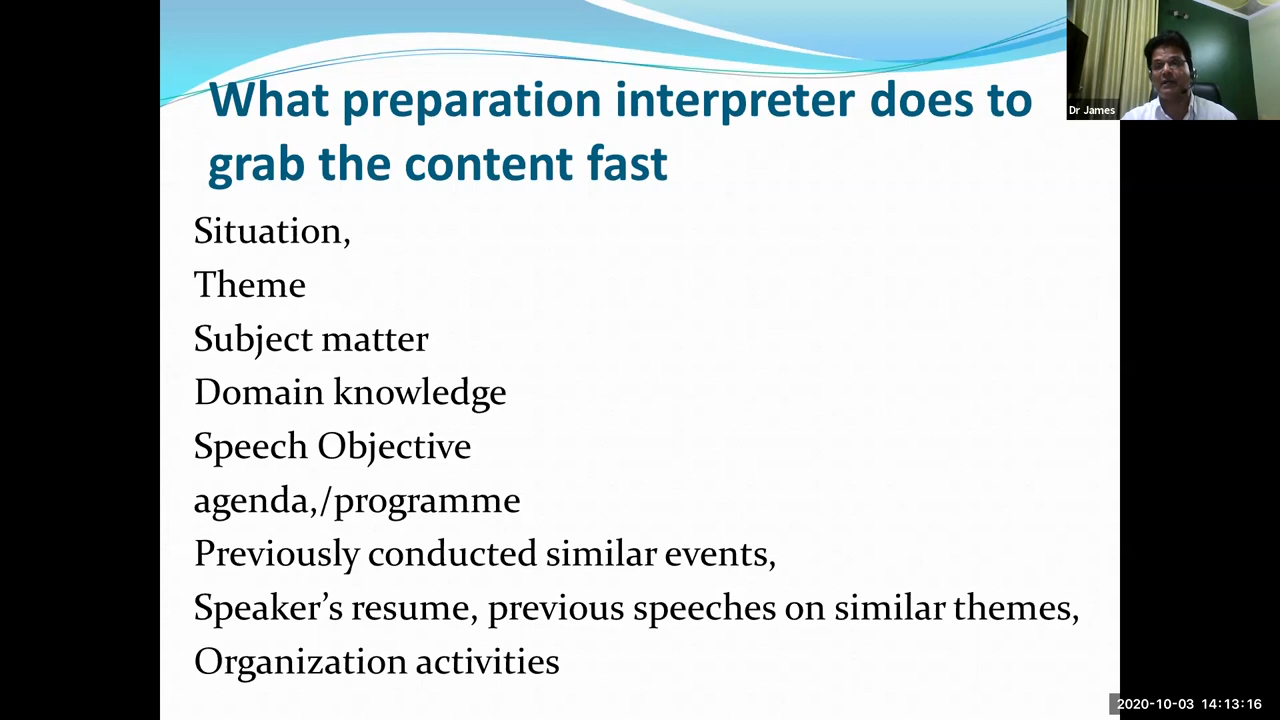 What preparation interpreter does to
grab the content fast
Situation,
Theme
Subject matter
Domain knowledge
Speech Objective
agenda,/programme
Previously conducted similar events,
Speaker’s resume, previous speeches on similar themes,
Organization activities
Dr James
2020-10-03 14:13:16